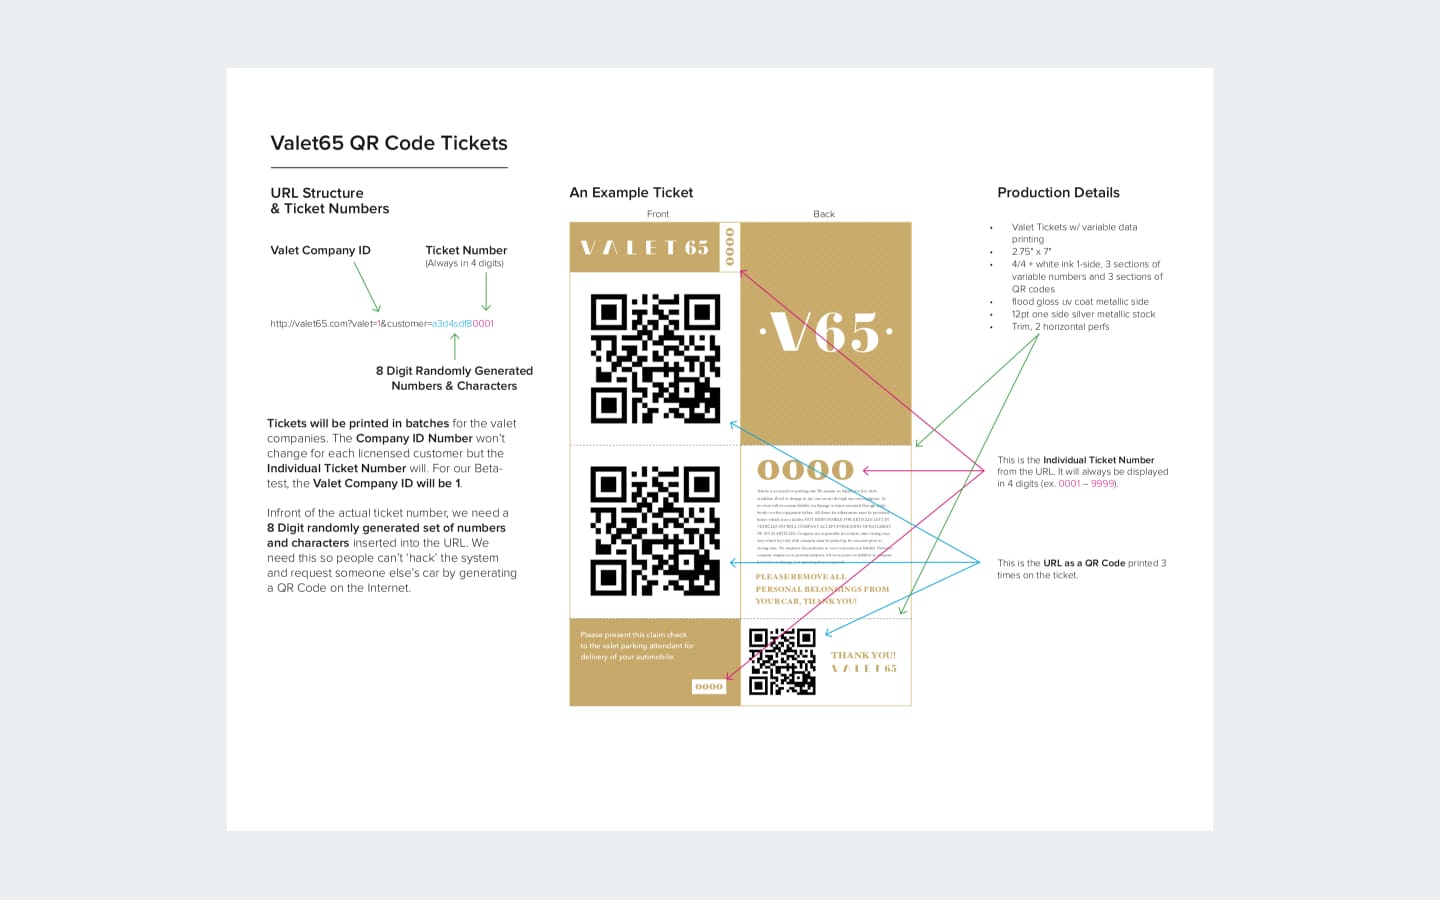 Valet65 QR Code Tickets
URL Structure
& Ticket Numbers
Valet Company ID
Ticket Number
(Always in 4 digits)
http://valet65.com?valet=1&customer=a3d4sdf80001
8 Digit Randomly Generated
Numbers & Characters
Tickets will be printed in batches for the valet
companies. The Company ID Number won't
change for each licnensed customer but the
Individual Ticket Number will. For our Beta-
test, the Valet Company ID will be 1.
Infront of the actual ticket number, we need a
8 Digit randomly generated set of numbers
and characters inserted into the URL. We
need this so people can't 'hack' the system
and request someone else's car by generating
a QR Code on the Internet.
An Example Ticket
Front
Back
VALET 65
0000
·V65·
0000
PLEASE REMOVE ALL
PERSONAL BELONGINGS FROM
YOUR CAR, THANK YOU!
Please present this claim check
to the valet parking attendant for
delivery of your autimobile.
0000
THANK YOU!
VALET 65
Production Details
• Valet Tickets w/ variable data
printing
• 2.75" x 7"
• 4/4 + white ink 1-side, 3 sections of
variable numbers and 3 sections of
QR codes
• flood gloss uv coat metallic side
• 12pt one side silver metallic stock
• Trim, 2 horizontal perfs
This is the Individual Ticket Number
from the URL. It will always be displayed
in 4 digits (ex. 0001 – 9999).
This is the URL as a QR Code printed 3
times on the ticket.